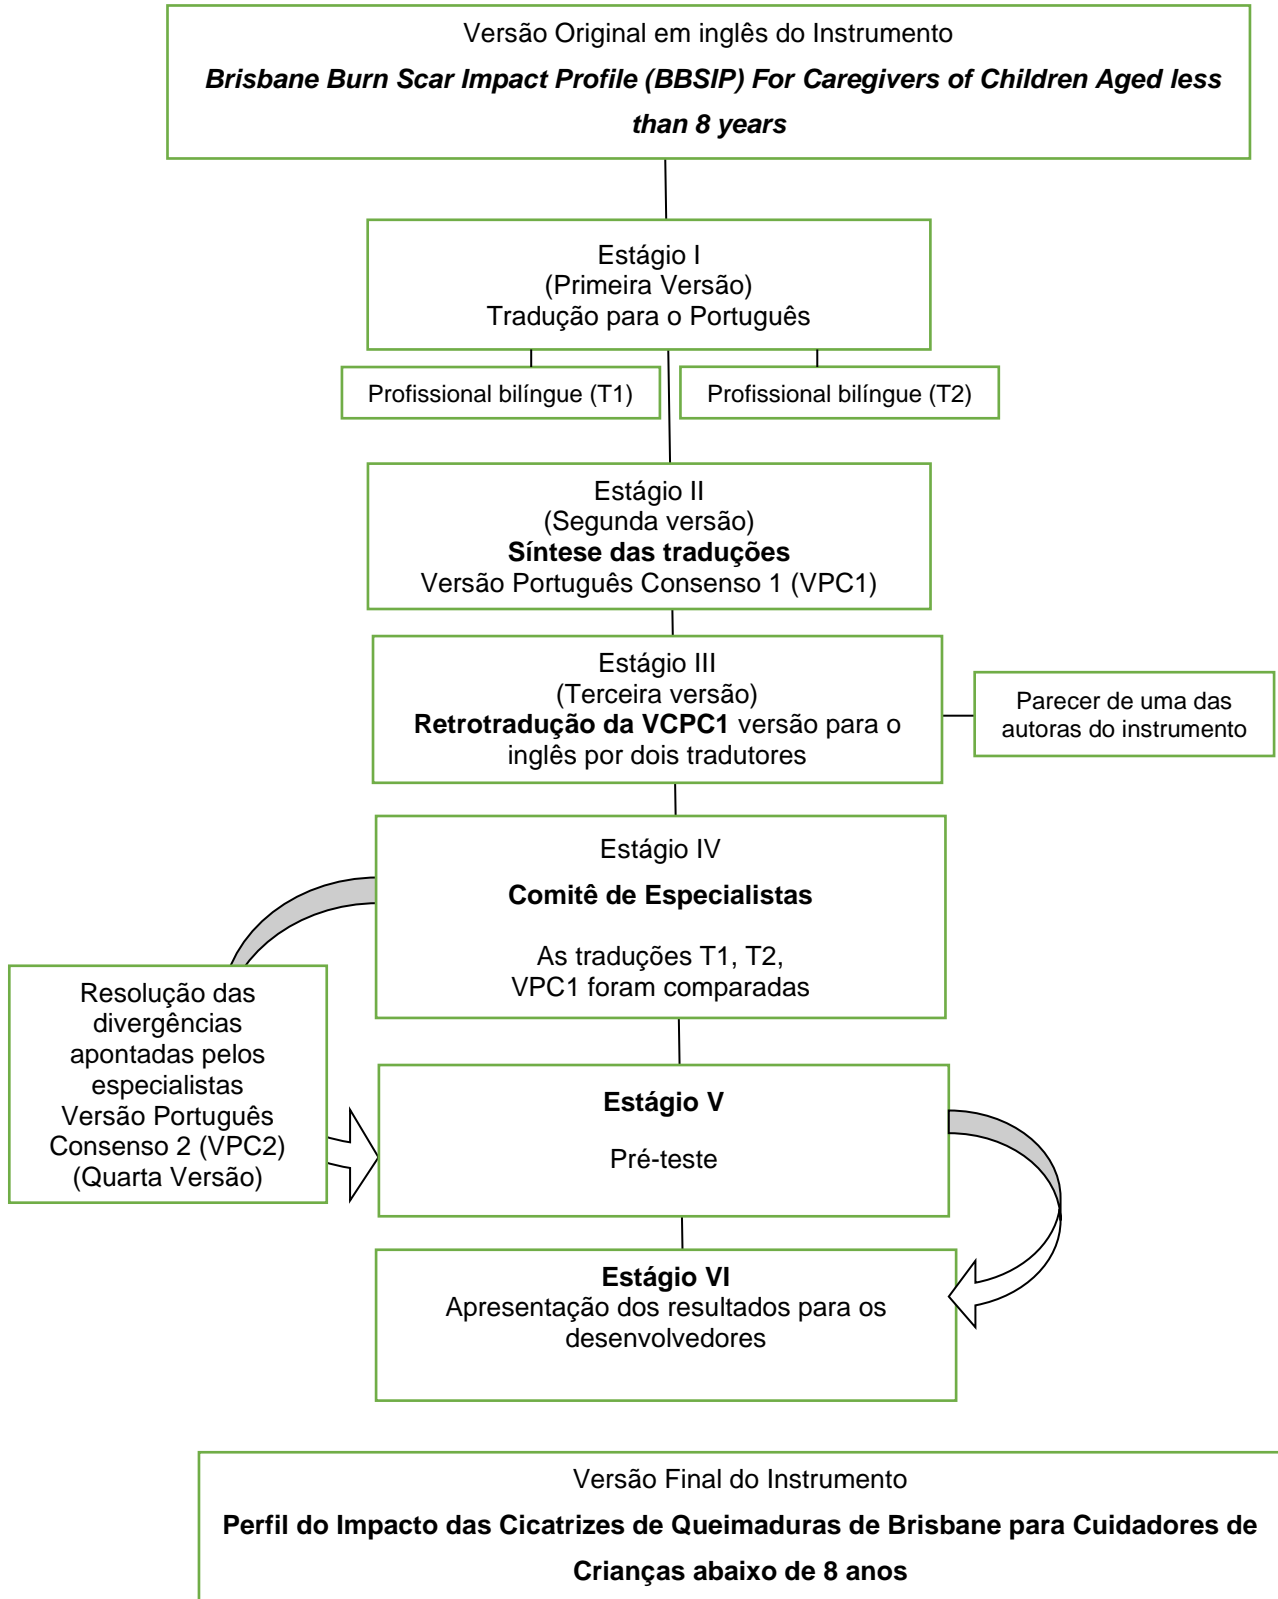 Versão Original em inglês do Instrumento
Brisbane Burn Scar Impact Profile (BBSIP) For Caregivers of Children Aged less
than 8 years
Estágio I
(Primeira Versão)
Tradução para o Português
Profissional bilíngue (T1)
Profissional bilíngue (T2)
Estágio II
(Segunda versão)
Síntese das traduções
Versão Português Consenso 1 (VPC1)
Estágio III
(Terceira versão)
Retrotradução da VCPC1 versão para o
inglês por dois tradutores
Parecer de uma das
autoras do instrumento
Estágio IV
Comitê de Especialistas
As traduções T1, T2,
VPC1 foram comparadas
Resolução das
divergências
apontadas pelos
especialistas
Versão Português
Consenso 2 (VPC2)
(Quarta Versão)
Estágio V
Pré-teste
Estágio VI
Apresentação dos resultados para os
desenvolvedores
Versão Final do Instrumento
Perfil do Impacto das Cicatrizes de Queimaduras de Brisbane para Cuidadores de
Crianças abaixo de 8 anos